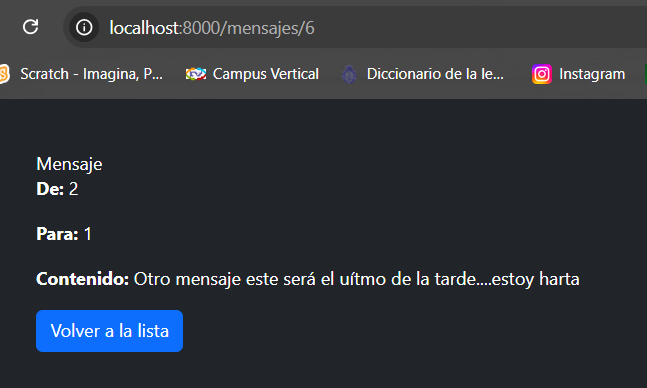 localhost:8000/mensajes/6
Scratch - Imagina, P... Campus Vertical Diccionario de la le... Instagram
Mensaje
De: 2
Para: 1
Contenido: Otro mensaje este será el uítmo de la tarde....estoy harta
Volver a la lista